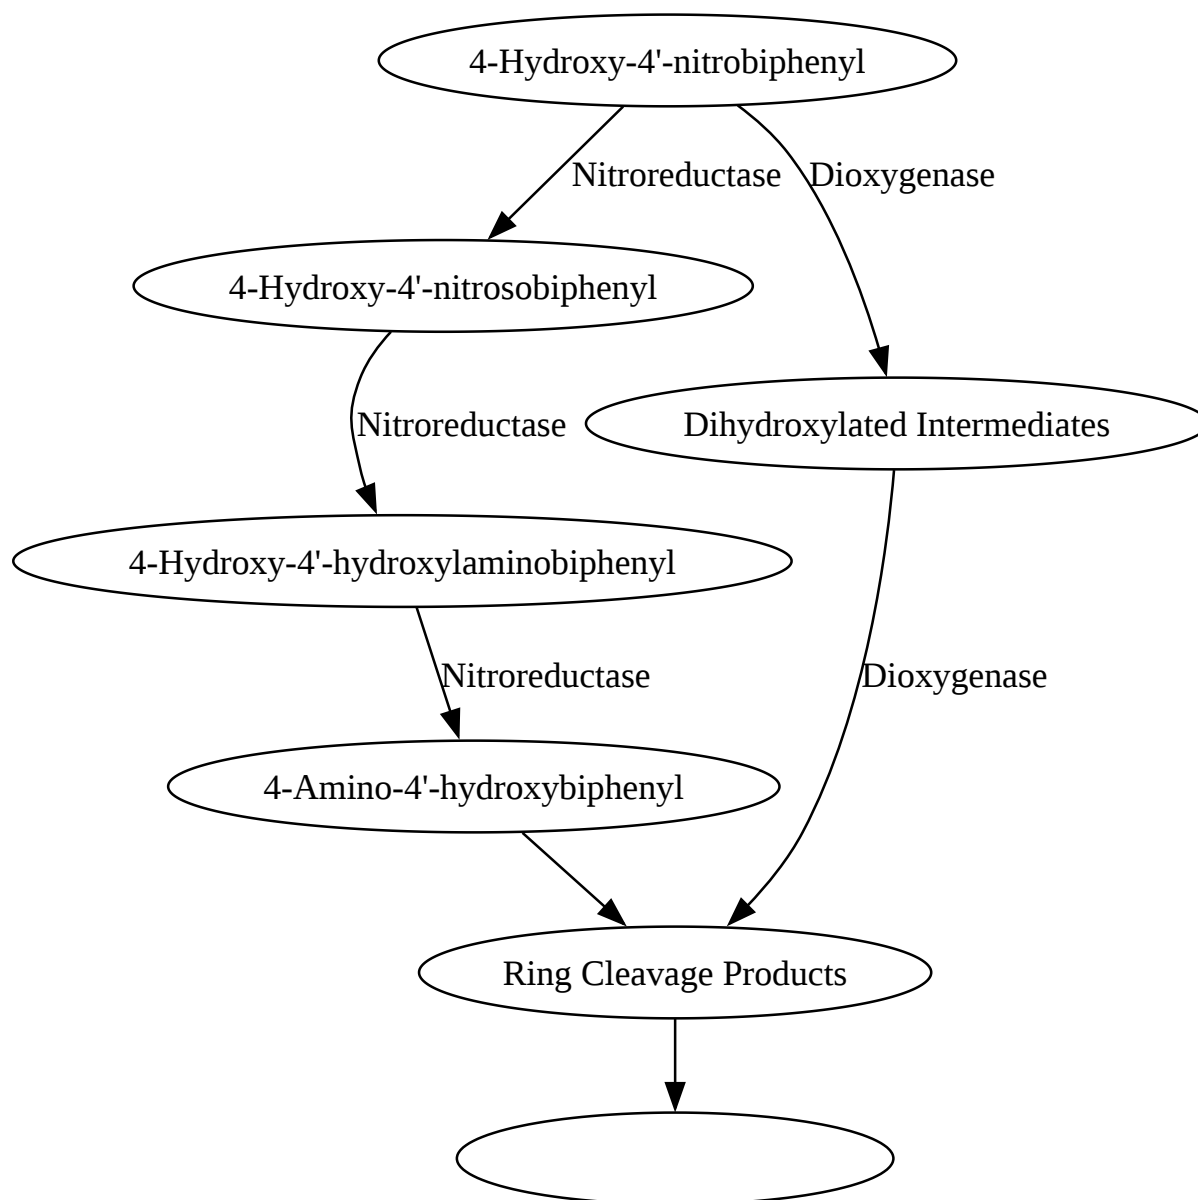 4-Hydroxy-4'-nitrobiphenyl
Nitroreductase
Dioxygenase
4-Hydroxy-4'-nitrosobiphenyl
Nitroreductase
Dihydroxylated Intermediates
4-Hydroxy-4'-hydroxylaminobiphenyl
Nitroreductase
Dioxygenase
4-Amino-4'-hydroxybiphenyl
Ring Cleavage Products